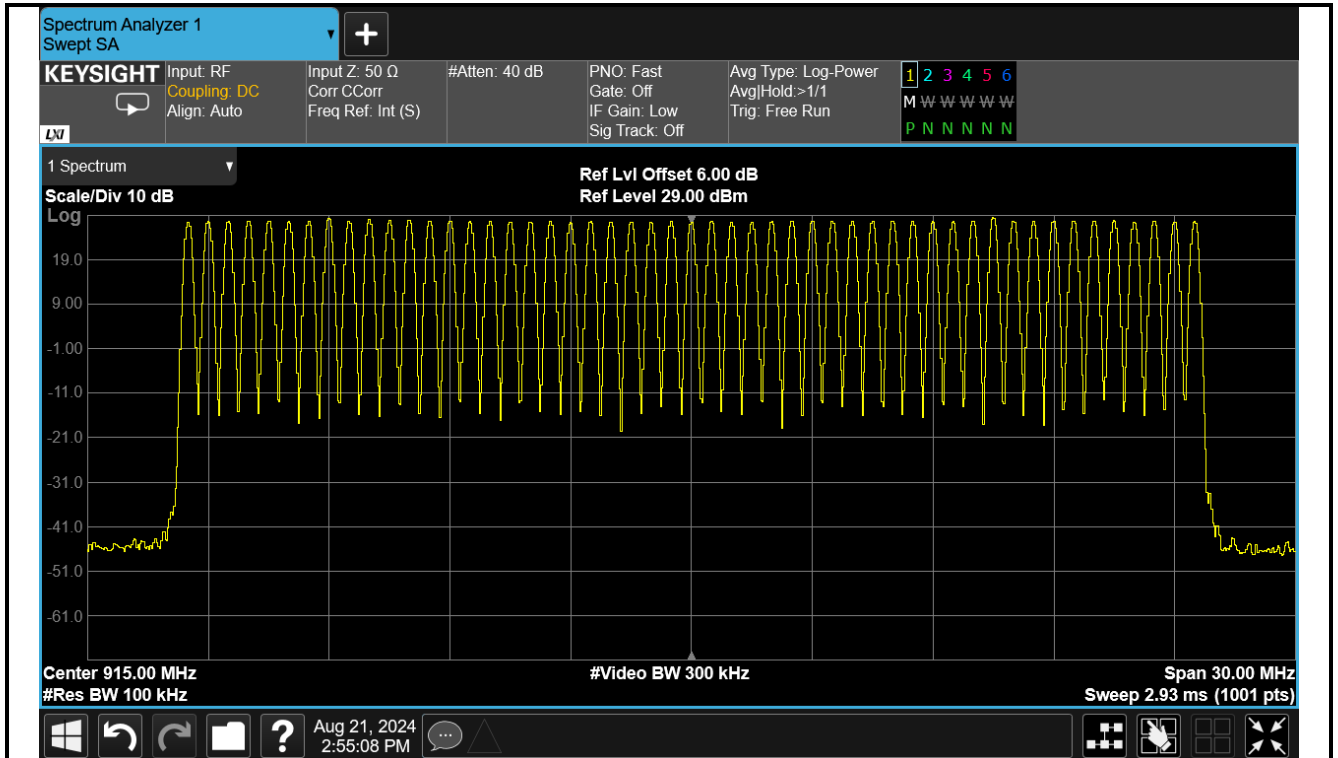 Spectrum Analyzer 1
Swept SA
KEYSIGHT
LXI
Input: RF
Coupling: DC
Align: Auto
Input Z: 50 Ω
Corr CCorr
Freq Ref: Int (S)
#Atten: 40 dB
PNO: Fast
Gate: Off
IF Gain: Low
Sig Track: Off
Avg Type: Log-Power
Avg|Hold:>1/1
Trig: Free Run
1 2 3 4 5 6
M W W W W W
P N N N N N
1 Spectrum
Scale/Div 10 dB
Ref Lvl Offset 6.00 dB
Ref Level 29.00 dBm
Log
19.0
9.00
-1.00
-11.0
-21.0
-31.0
-41.0
-51.0
-61.0
Center 915.00 MHz
#Res BW 100 kHz
#Video BW 300 kHz
Span 30.00 MHz
Sweep 2.93 ms (1001 pts)
?
Aug 21, 2024
2:55:08 PM